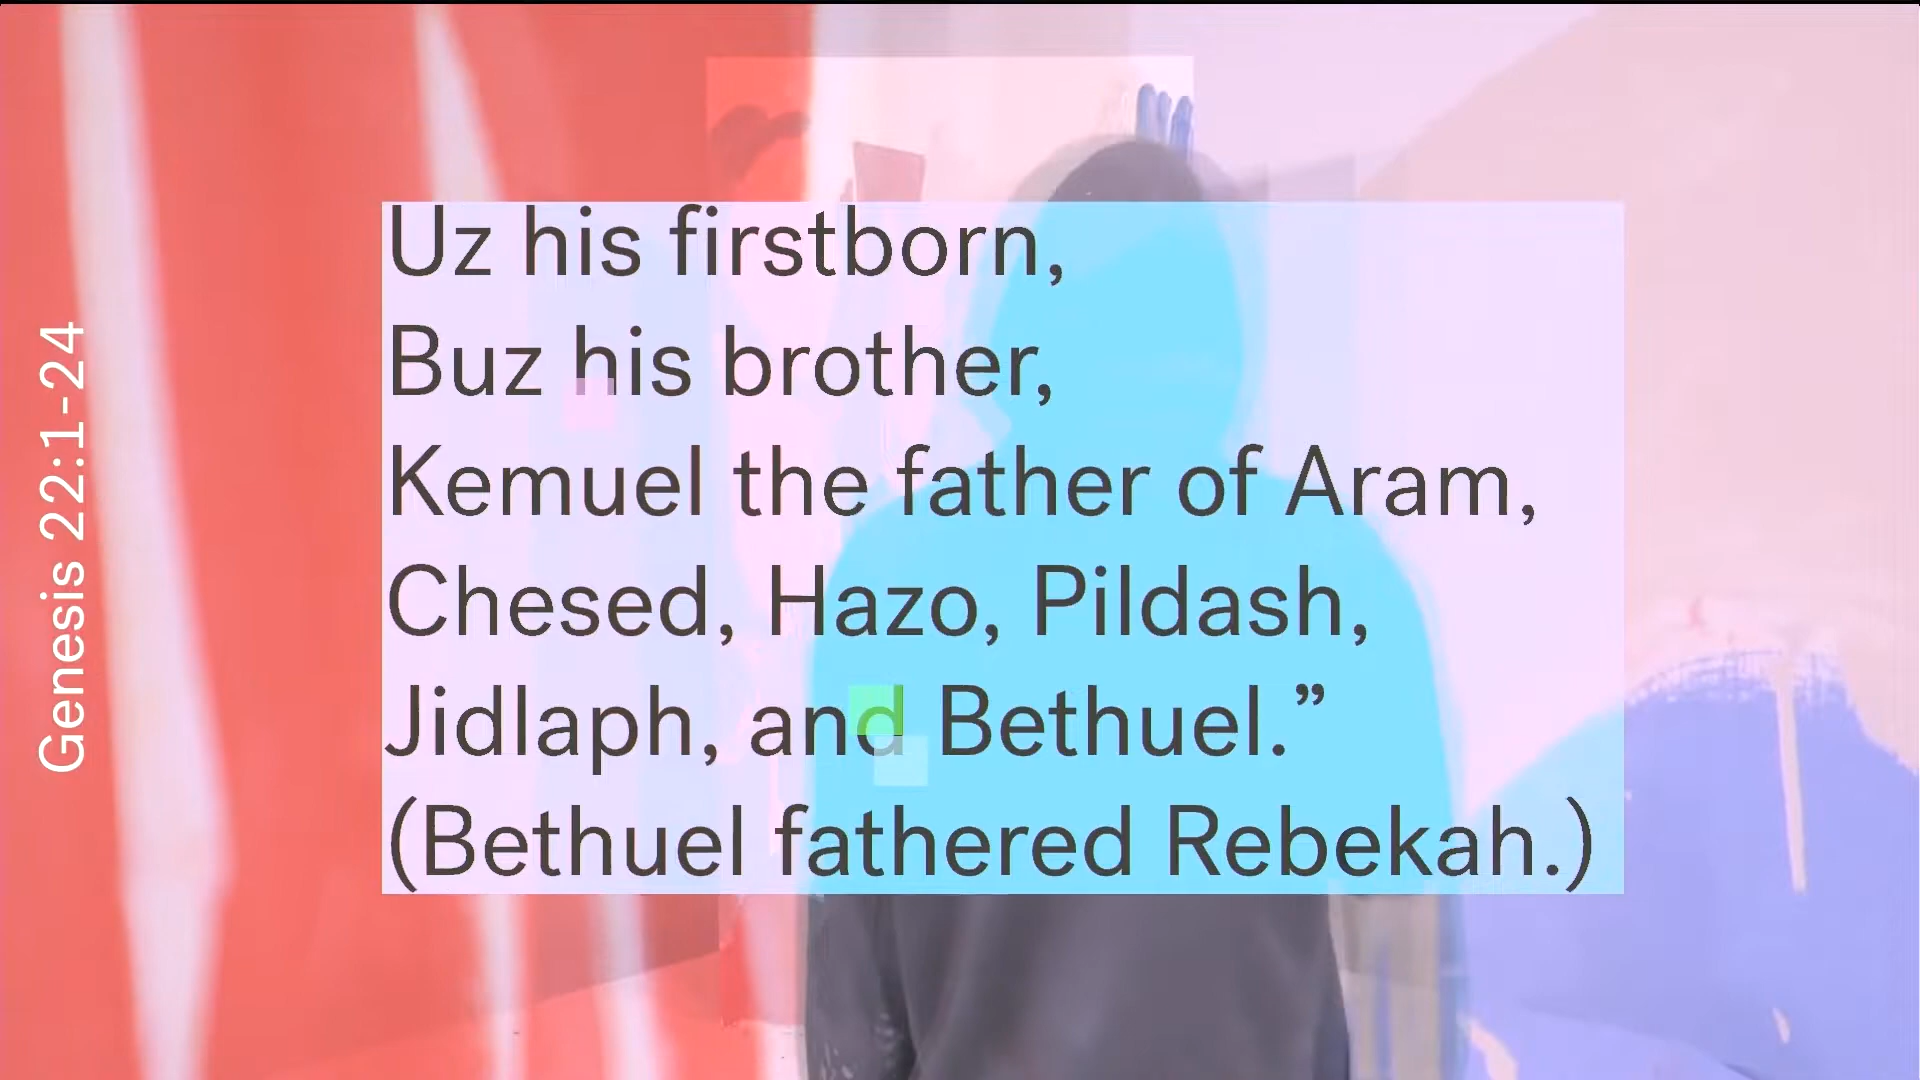 Genesis 22:1-24
Uz his firstborn,
Buz his brother,
Kemuel the father of Aram,
Chesed, Hazo, Pildash,
Jidlaph, and Bethuel.”
(Bethuel fathered Rebekah.)